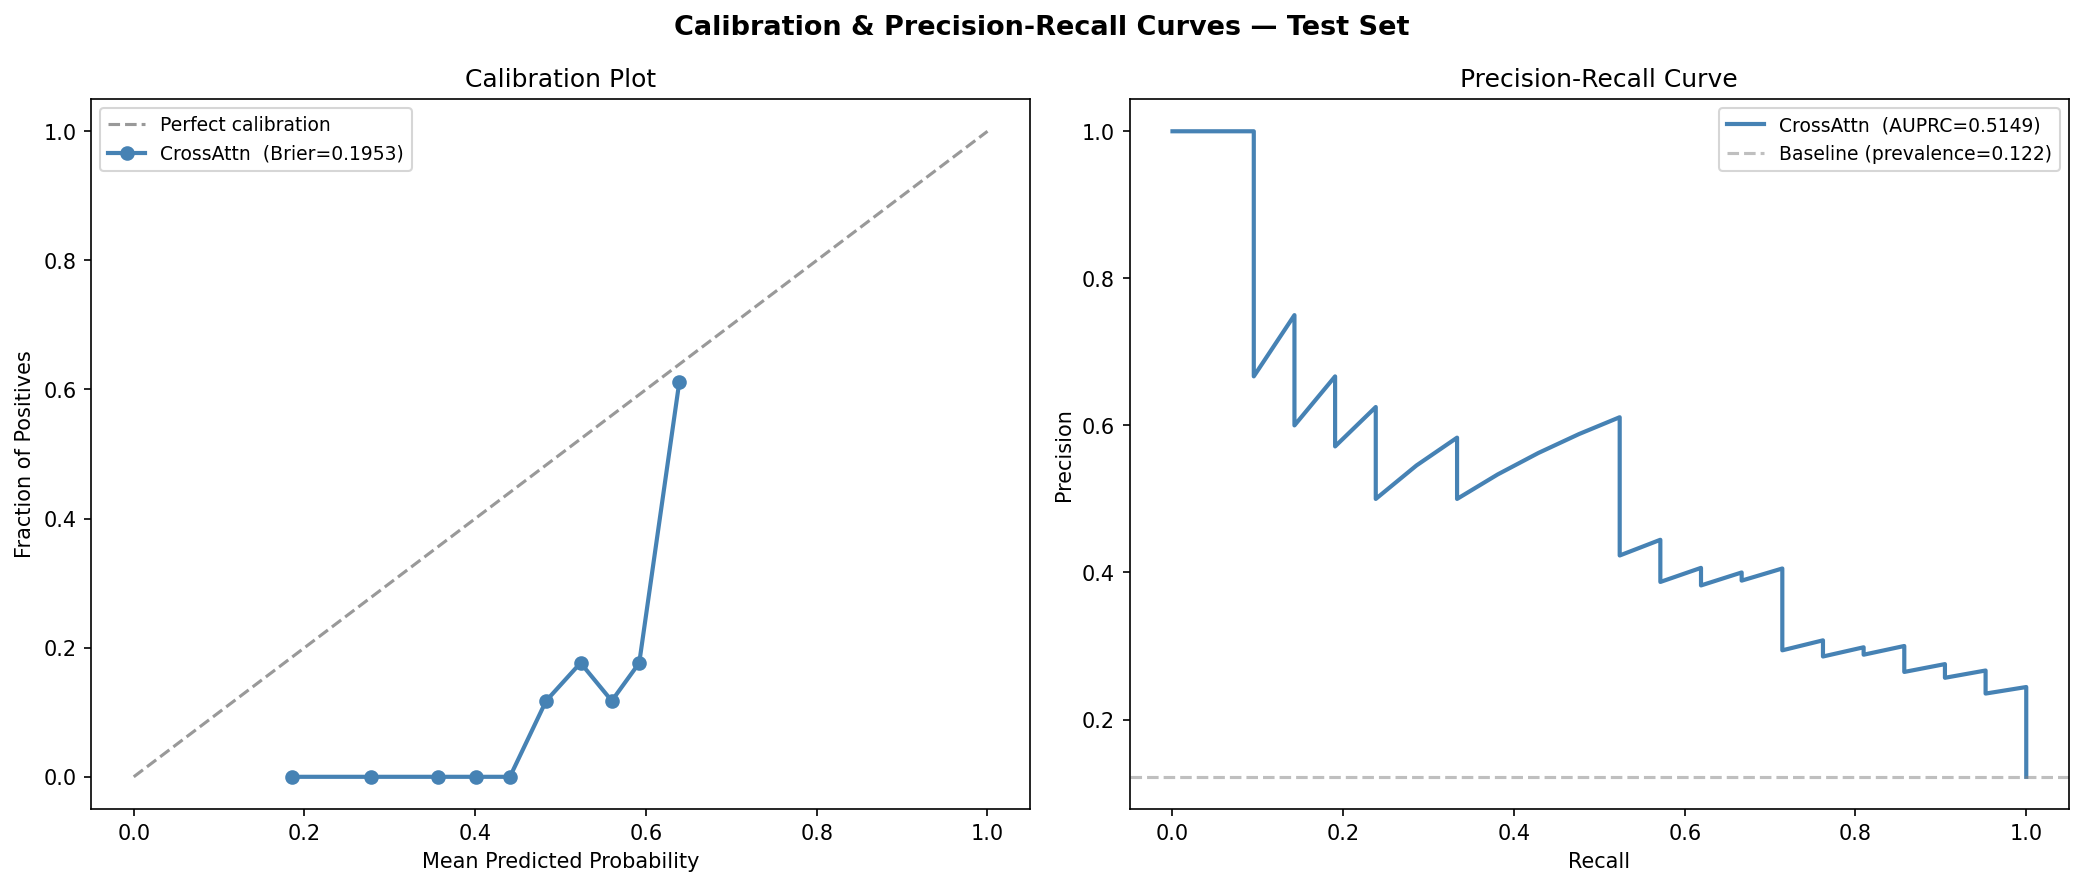 Calibration & Precision-Recall Curves — Test Set
Calibration Plot
Perfect calibration
CrossAttn (Brier=0.1953)
Fraction of Positives
1.0
0.8
0.6
0.4
0.2
0.0
0.0 0.2 0.4 0.6 0.8 1.0
Mean Predicted Probability
Precision-Recall Curve
CrossAttn (AUPRC=0.5149)
Baseline (prevalence=0.122)
Precision
1.0
0.8
0.6
0.4
0.2
0.0 0.2 0.4 0.6 0.8 1.0
Recall